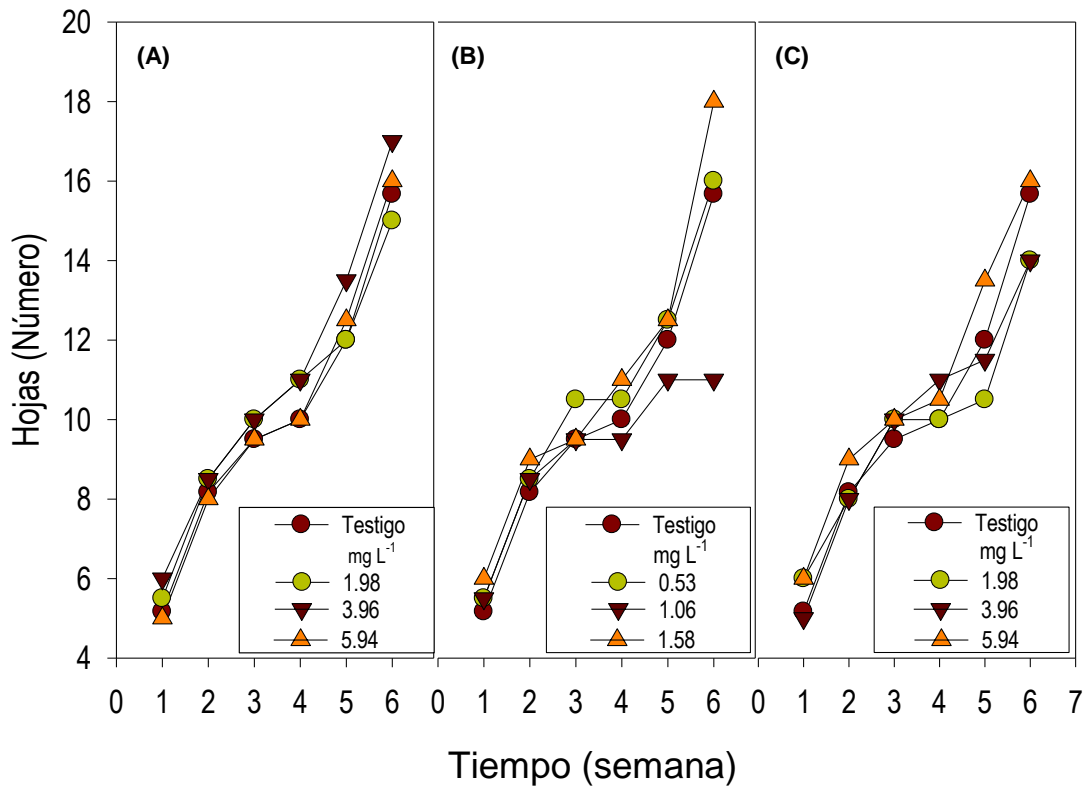 20
18
16
14
12
10
8
6
4
Hojas (Número)
(A)
(B)
(C)
Testigo
mg L-1
1.98
3.96
5.94
Testigo
mg L-1
0.53
1.06
1.58
Testigo
mg L-1
1.98
3.96
5.94
0 1 2 3 4 5 6 0 1 2 3 4 5 6 0 1 2 3 4 5 6 7
Tiempo (semana)